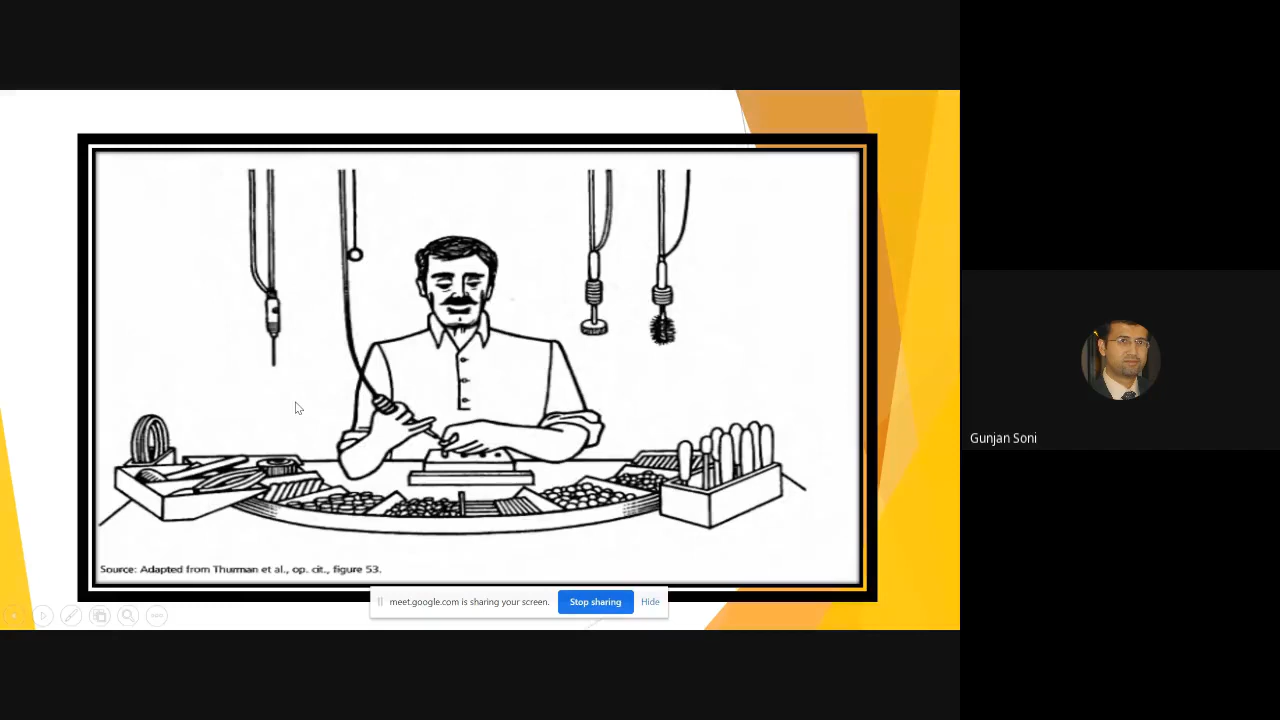 Source: Adapted from Thurman et al., op. cit., figure 53.
meet.google.com is sharing your screen.
Stop sharing
Hide
Gunjan Soni